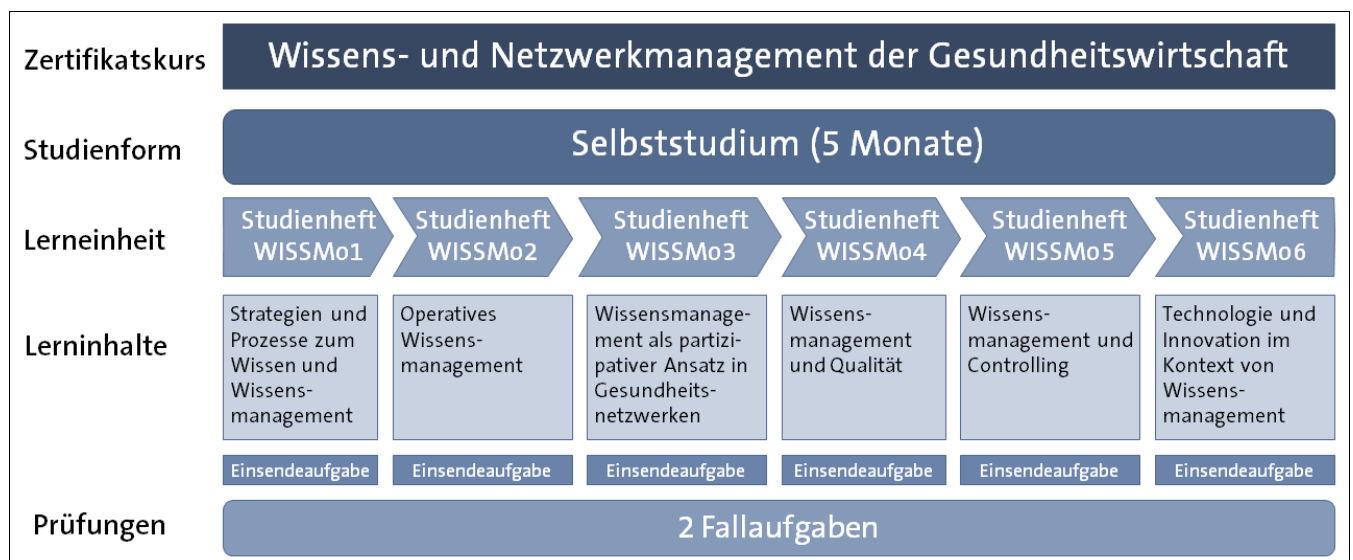 Zertifikatskurs
Wissens- und Netzwerkmanagement der Gesundheitswirtschaft
Studienform
Selbststudium (5 Monate)
Lerneinheit
Studienheft
WISSM01
Studienheft
WISSM02
Studienheft
WISSM03
Studienheft
WISSM04
Studienheft
WISSM05
Studienheft
WISSM06
Lerninhalte
Strategien und
Prozesse zum
Wissen und
Wissens-
management
Operatives
Wissens-
management
Wissensmanage-
ment als partizi-
pativer Ansatz in
Gesundheits-
netzwerken
Wissens-
management
und Qualität
Wissens-
management und
Controlling
Technologie und
Innovation im
Kontext von
Wissens-
management
Einsendeaufgabe
Einsendeaufgabe
Einsendeaufgabe
Einsendeaufgabe
Einsendeaufgabe
Einsendeaufgabe
Prüfungen
2 Fallaufgaben